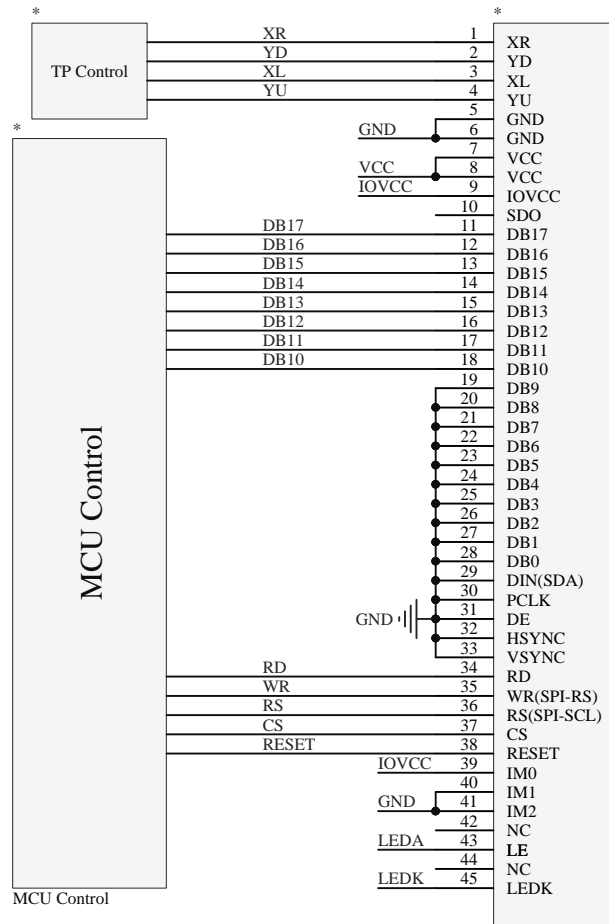 *
*
TP Control
XR 1 XR
YD 2 YD
XL 3 XL
YU 4 YU
5 GND
GND 6 GND
7 VCC
VCC 8 VCC
IOVCC 9 IOVCC
10 SDO
*
DB17 11 DB17
DB16 12 DB16
DB15 13 DB15
DB14 14 DB14
DB13 15 DB13
DB12 16 DB12
DB11 17 DB11
DB10 18 DB10
19 DB9
20 DB8
21 DB7
22 DB6
23 DB5
24 DB4
25 DB3
26 DB2
27 DB1
28 DB0
29 DIN(SDA)
30 PCLK
GND 31 DE
32 HSYNC
33 VSYNC
MCU Control
RD 34 RD
WR 35 WR(SPI-RS)
RS 36 RS(SPI-SCL)
CS 37 CS
RESET 38 RESET
IOVCC 39 IM0
40 IM1
GND 41 IM2
42 NC
LEDA 43 LE
44 NC
LEDK 45 LEDK
MCU Control